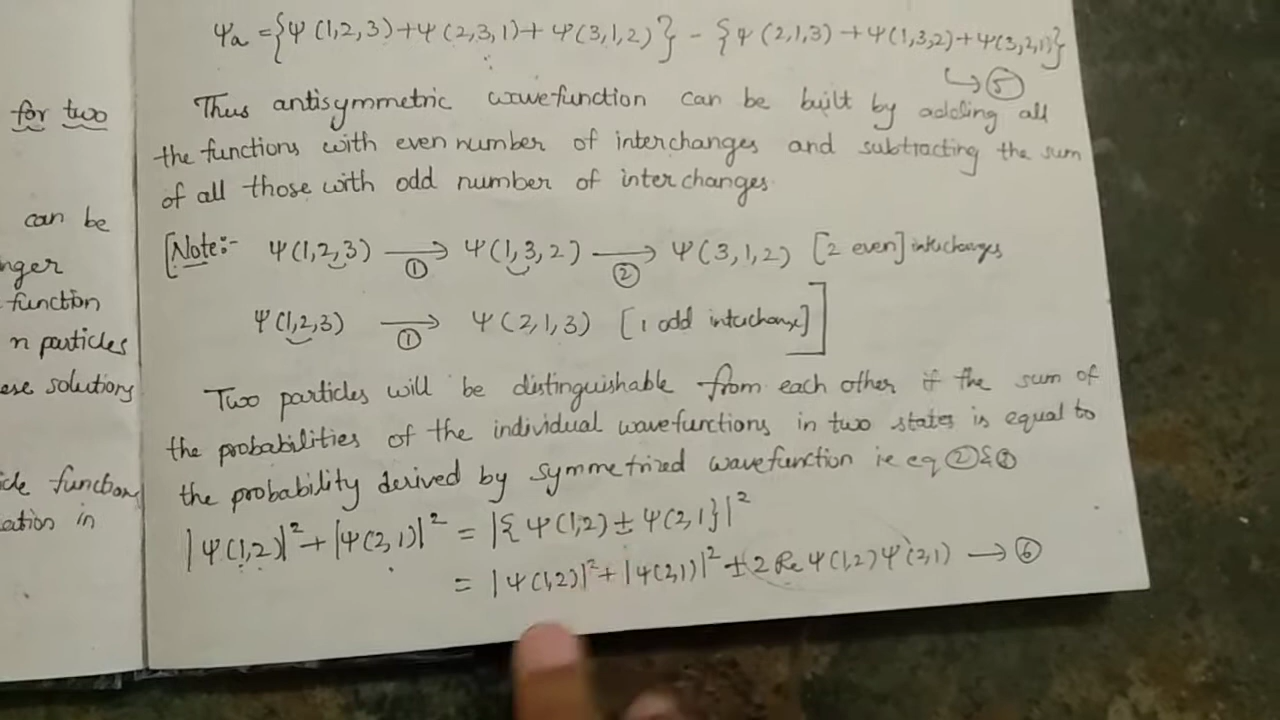 Ψa = {Ψ(1,2,3)+Ψ(2,3,1)+Ψ(3,1,2)} - {Ψ(2,1,3)+Ψ(1,3,2)+Ψ(3,2,1)}
↳⑤
Thus antisymmetric wavefunction can be built by adding all
the functions with even number of interchanges and subtracting the sum
of all those with odd number of interchanges.
[Note:- Ψ(1,2,3) ⟶ ① Ψ(1,3,2) ⟶ ② Ψ(3,1,2) [2 even] interchanges
Ψ(1,2,3) ⟶ ① Ψ(2,1,3) [1 odd interchange]]
Two particles will be distinguishable from each other if the sum of
the probabilities of the individual wavefunctions in two states is equal to
the probability derived by symmetrized wavefunction ie eq ②&③
|Ψ(1,2)|²+|Ψ(2,1)|² = |{Ψ(1,2) ± Ψ(2,1}|²
= |Ψ(1,2)|²+|Ψ(2,1)|² ± 2 Re Ψ(1,2)Ψ*(2,1) → ⑥
for two
can be
function
n particles
solutions
ation in